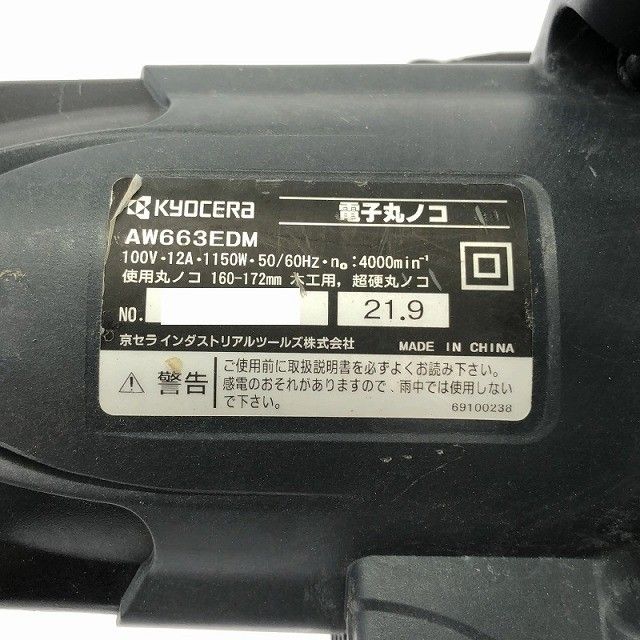 KYOCERA 電子丸ノコ
AW663EDM
100V・12A・1150W・50/60Hz・n₀:4000min⁻¹
使用丸ノコ 160-172mm 木工用, 超硬丸ノコ
NO. 21.9
京セラインダストリアルツールズ株式会社 MADE IN CHINA
警告
ご使用前に取扱説明書を必ずよくお読み下さい。
感電のおそれがありますので、雨中では使用しない
で下さい。
69100238